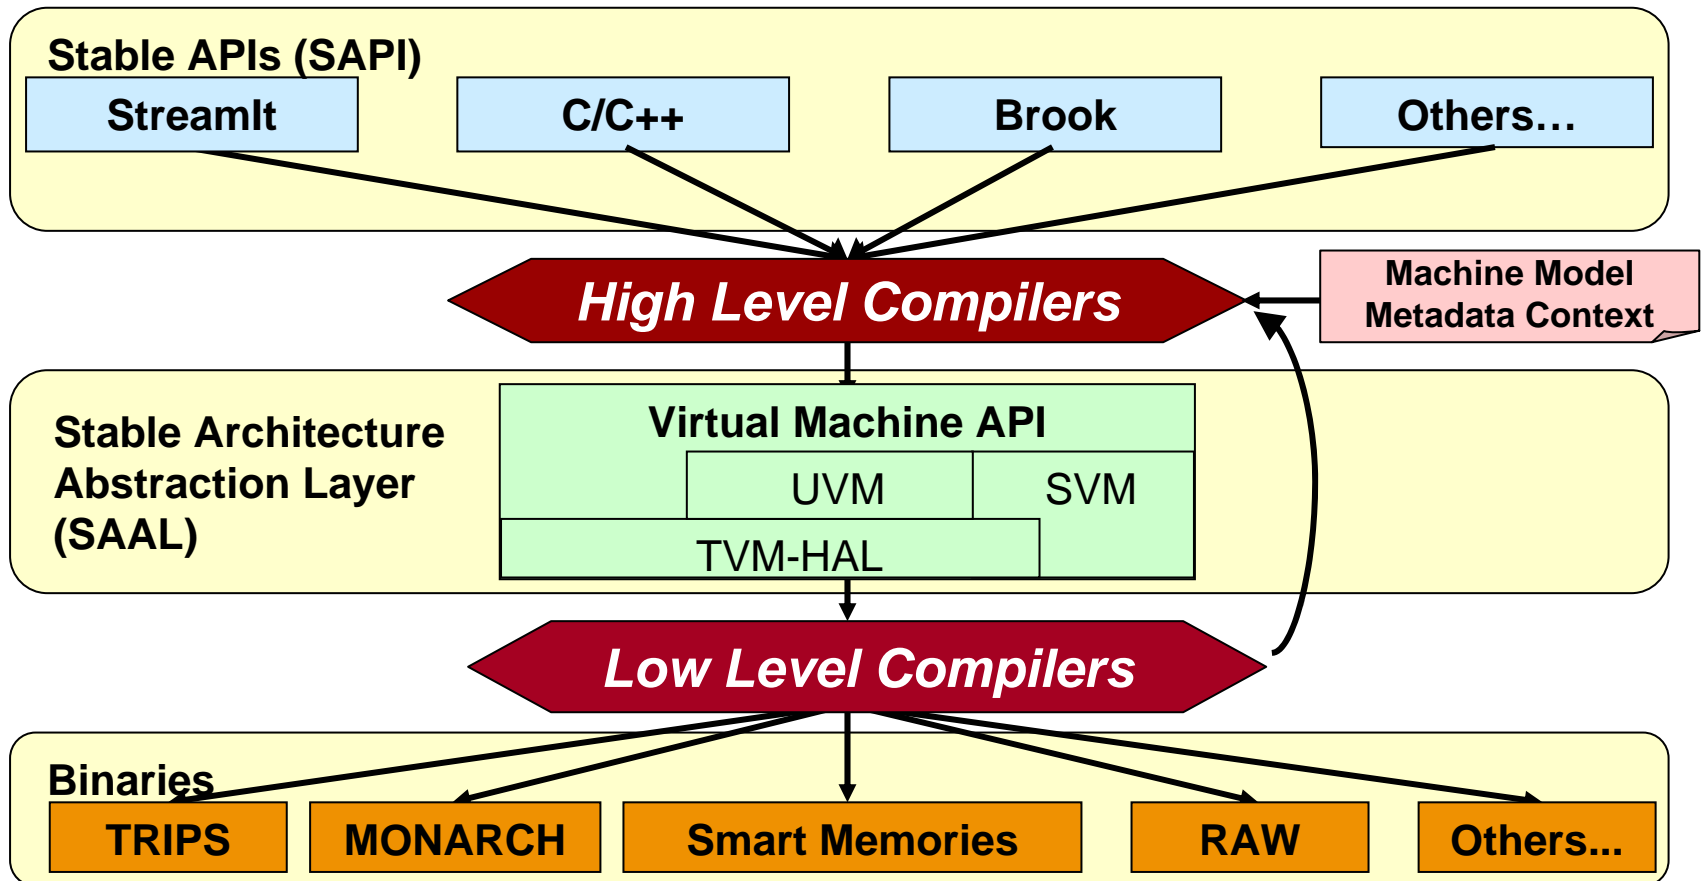 Stable APIs (SAPI)
StreamIt
C/C++
Brook
Others…
High Level Compilers
Machine Model
Metadata Context
Stable Architecture
Abstraction Layer
(SAAL)
Virtual Machine API
UVM
SVM
TVM-HAL
Low Level Compilers
Binaries
TRIPS
MONARCH
Smart Memories
RAW
Others...